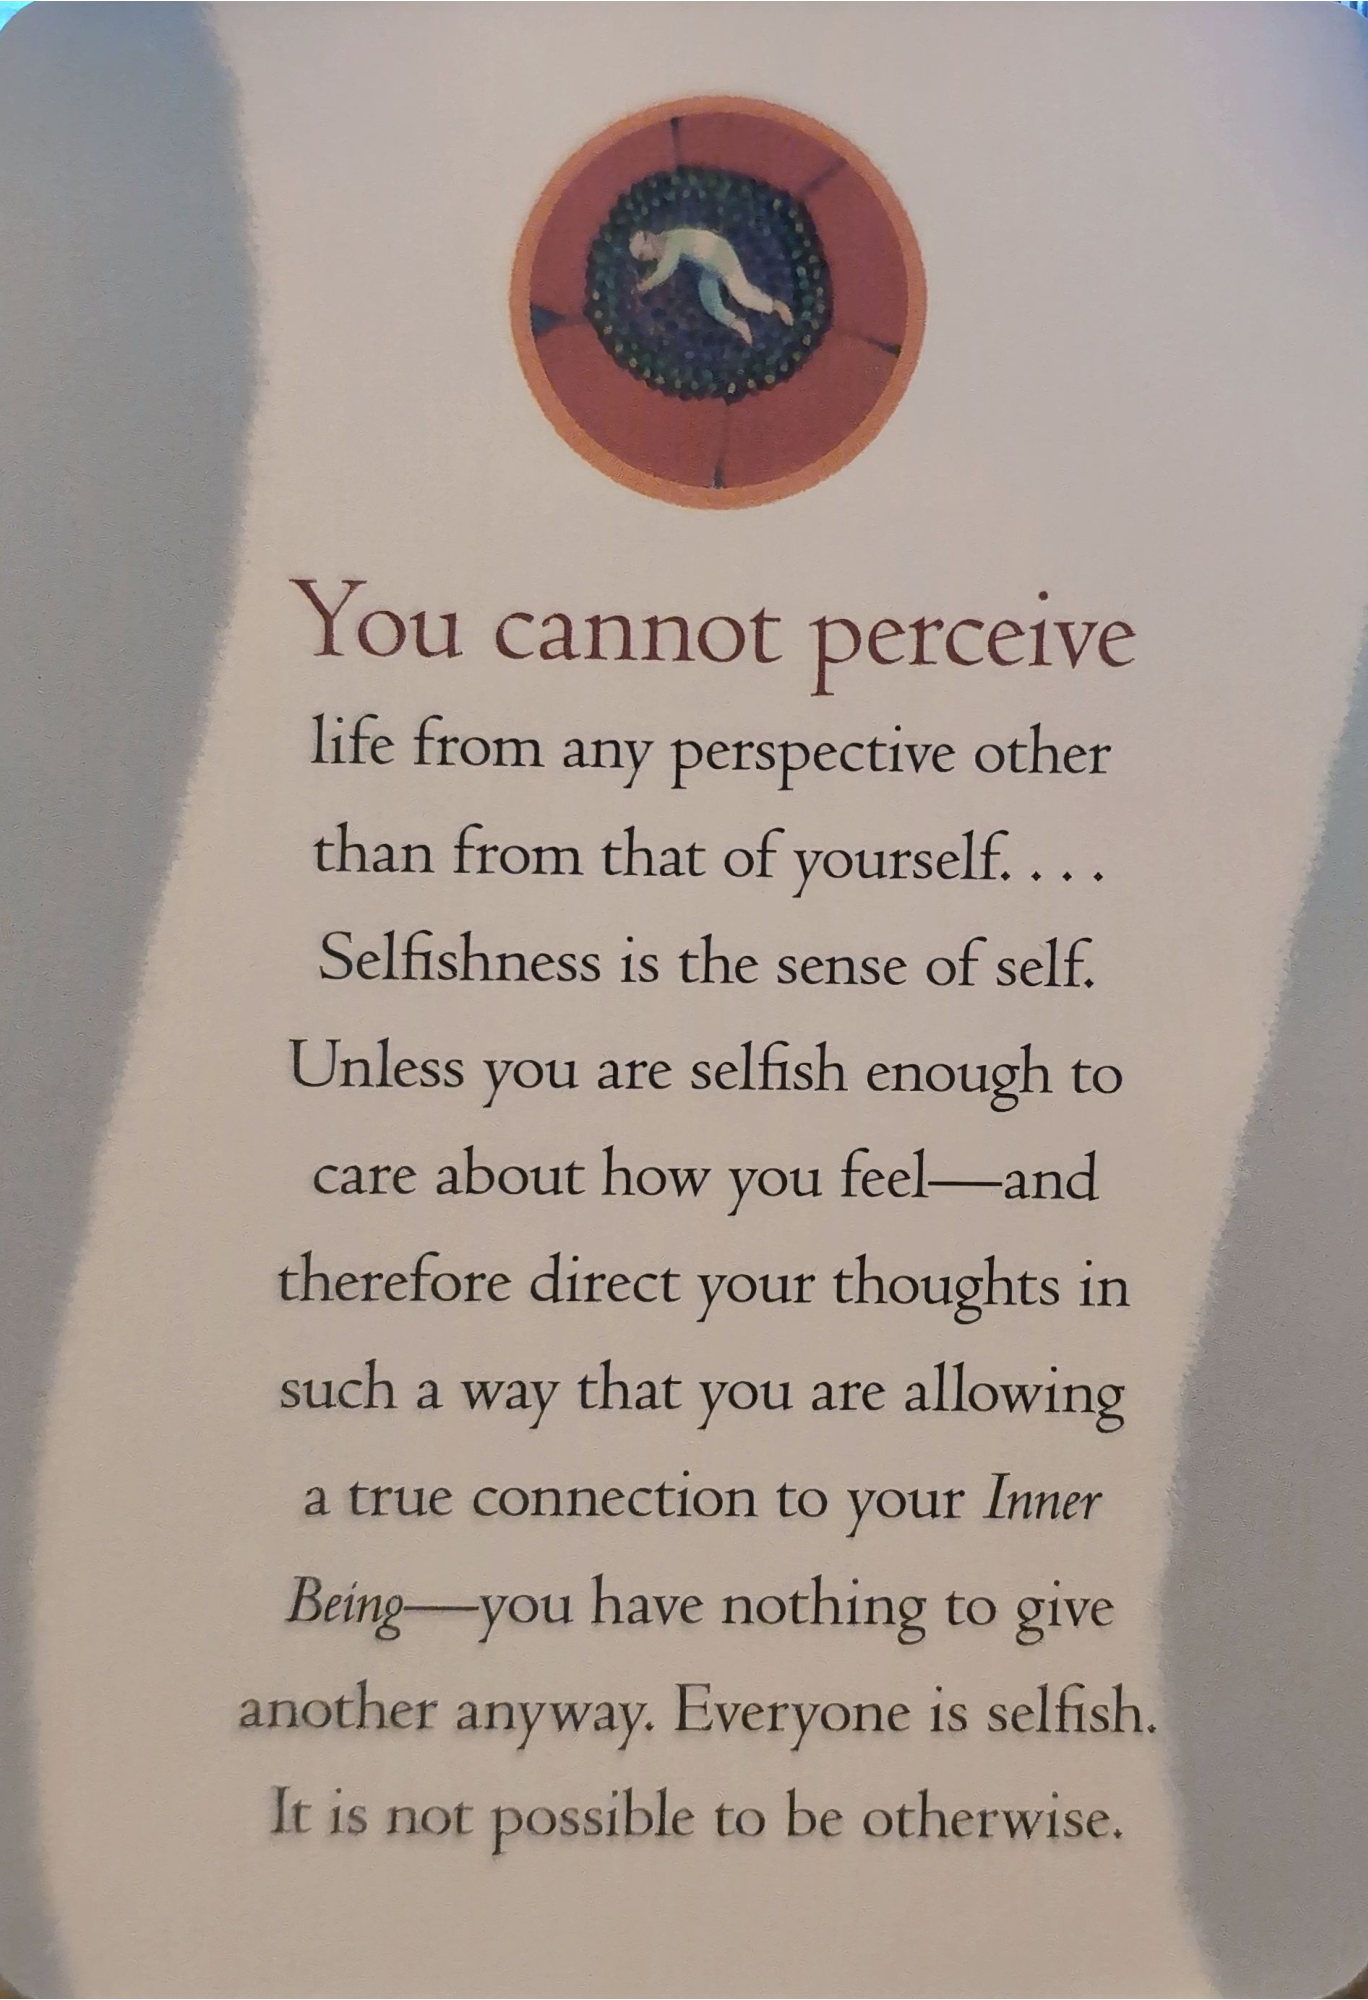 You cannot perceive
life from any perspective other
than from that of yourself. . . .
Selfishness is the sense of self.
Unless you are selfish enough to
care about how you feel—and
therefore direct your thoughts in
such a way that you are allowing
a true connection to your Inner
Being—you have nothing to give
another anyway. Everyone is selfish.
It is not possible to be otherwise.